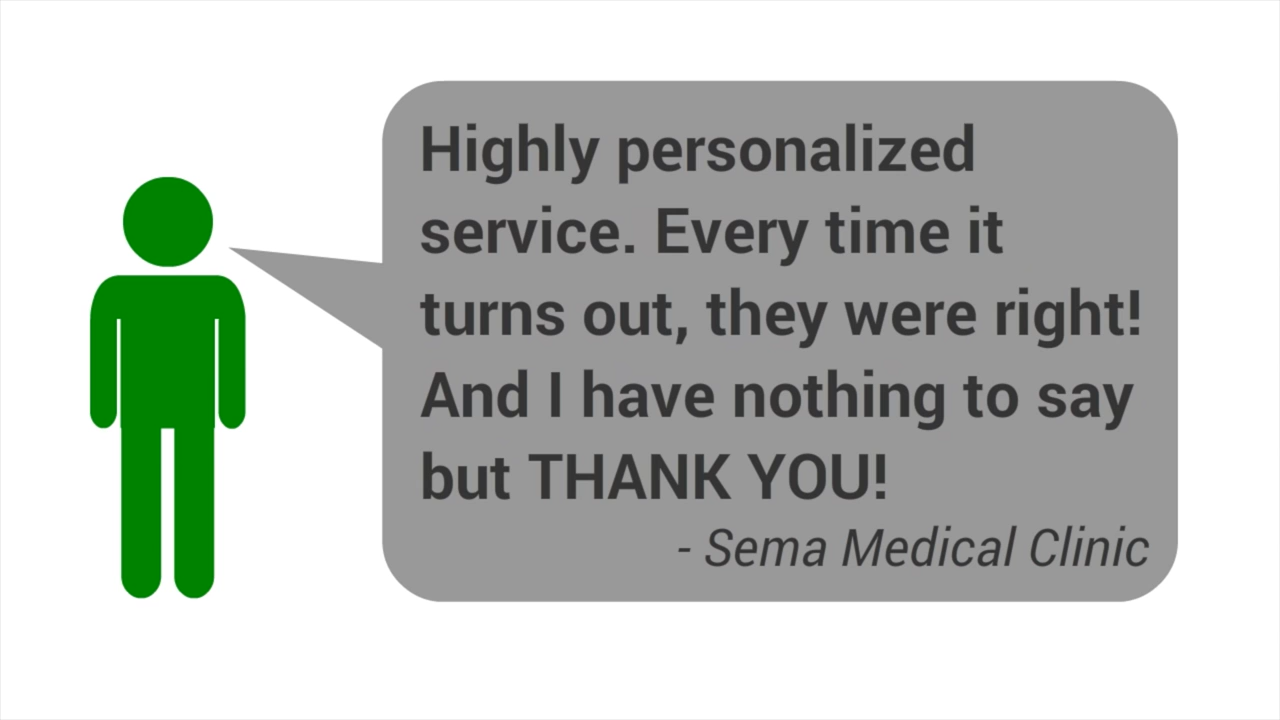 Highly personalized
service. Every time it
turns out, they were right!
And I have nothing to say
but THANK YOU!
- Sema Medical Clinic